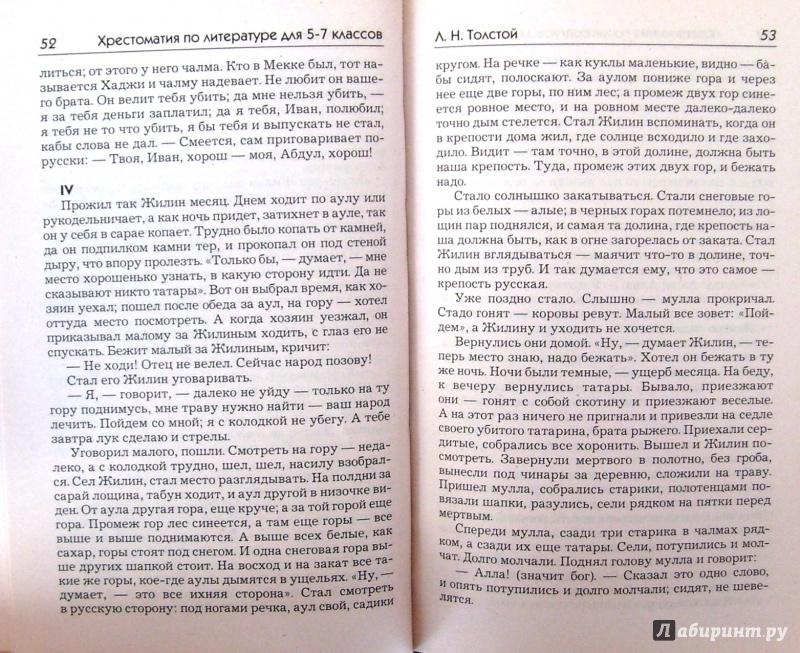 52 Хрестоматия по литературе для 5-7 классов
литься; от этого у него чалма. Кто в Мекке был, тот на-
зывается Хаджи и чалму надевает. Не любит он ваше-
го брата. Он велит тебя убить; да мне нельзя убить, —
я за тебя деньги заплатил; да я тебя, Иван, полюбил;
я тебя не то что убить, я бы тебя и выпускать не стал,
кабы слова не дал. — Смеется, сам приговаривает по-
русски: — Твоя, Иван, хорош — моя, Абдул, хорош!
IV
Прожил так Жилин месяц. Днем ходит по аулу или
рукодельничает, а как ночь придет, затихнет в ауле, так
он у себя в сарае копает. Трудно было копать от камней,
да он подпилком камни тер, и прокопал он под стеной
дыру, что впору пролезть. «Только бы, — думает, — мне
место хорошенько узнать, в какую сторону идти. Да не
сказывают никто татары». Вот он выбрал время, как хо-
зяин уехал; пошел после обеда за аул, на гору — хотел
оттуда место посмотреть. А когда хозяин уезжал, он
приказывал малому за Жилиным ходить, с глаз его не
спускать. Бежит малый за Жилиным, кричит:
— Не ходи! Отец не велел. Сейчас народ позову!
Стал его Жилин уговаривать.
— Я, — говорит, — далеко не уйду — только на ту
гору поднимусь, мне траву нужно найти — ваш народ
лечить. Пойдем со мной; я с колодкой не убегу. А тебе
завтра лук сделаю и стрелы.
Уговорил малого, пошли. Смотреть на гору — неда-
леко, а с колодкой трудно, шел, шел, насилу взобрал-
ся. Сел Жилин, стал место разглядывать. На полдни за
сарай лощина, табун ходит, и аул другой в низочке ви-
ден. От аула другая гора, еще круче; а за той горой еще
гора. Промеж гор лес синеется, а там еще горы — все
выше и выше поднимаются. А выше всех белые, как
сахар, горы стоят под снегом. И одна снеговая гора вы-
ше других шапкой стоит. На восход и на закат все та-
кие же горы, кое-где аулы дымятся в ущельях. «Ну, —
думает, — это все ихняя сторона». Стал смотреть
в русскую сторону: под ногами речка, аул свой, садики
Л. Н. Толстой 53
кругом. На речке — как куклы маленькие, видно — ба-
бы сидят, полоскают. За аулом пониже гора и через
нее еще две горы, по ним лес; а промеж двух гор сине-
ется ровное место, и на ровном месте далеко-далеко
точно дым стелется. Стал Жилин вспоминать, когда он
в крепости дома жил, где солнце всходило и где захо-
дило. Видит — там точно, в этой долине, должна быть
наша крепость. Туда, промеж этих двух гор, и бежать
надо.
Стало солнышко закатываться. Стали снеговые го-
ры из белых — алые; в черных горах потемнело; из ло-
щин пар поднялся, и самая та долина, где крепость на-
ша должна быть, как в огне загорелась от заката. Стал
Жилин вглядываться — маячит что-то в долине, точ-
но дым из труб. И так думается ему, что это самое —
крепость русская.
Уже поздно стало. Слышно — мулла прокричал.
Стадо гонят — коровы ревут. Малый все зовет: «Пой-
дем», а Жилину и уходить не хочется.
Вернулись они домой. «Ну, — думает Жилин, — те-
перь место знаю, надо бежать». Хотел он бежать в ту
же ночь. Ночи были темные, — ущерб месяца. На беду,
к вечеру вернулись татары. Бывало, приезжают
они — гонят с собой скотину и приезжают веселые.
А на этот раз ничего не пригнали и привезли на седле
своего убитого татарина, брата рыжего. Приехали сер-
дитые, собрались все хоронить. Вышел и Жилин по-
смотреть. Завернули мертвого в полотно, без гроба,
вынесли под чинары за деревню, сложили на траву.
Пришел мулла, собрались старики, полотенцами по-
вязали шапки, разулись, сели рядком на пятки перед
мертвым.
Спереди мулла, сзади три старика в чалмах ряд-
ком, а сзади их еще татары. Сели, потупились и мол-
чат. Долго молчали. Поднял голову мулла и говорит:
— Алла! (значит бог). — Сказал это одно слово,
и опять потупились и долго молчали; сидят, не шеве-
лятся.
Лабиринт.ру